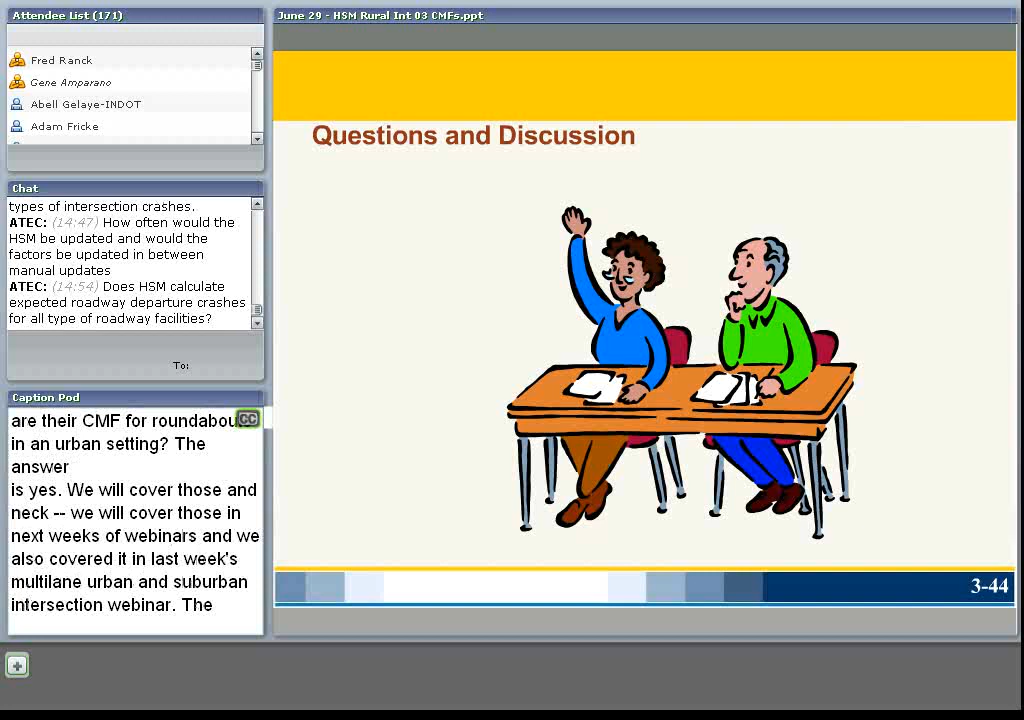 Attendee List (171)
Fred Ranck
Gene Amparano
Abell Gelaye-INDOT
Adam Fricke
Chat
types of intersection crashes.
ATEC: (14:47) How often would the
HSM be updated and would the
factors be updated in between
manual updates
ATEC: (14:54) Does HSM calculate
expected roadway departure crashes
for all type of roadway facilities?
To:
Caption Pod
are their CMF for roundabou
CC
in an urban setting? The
answer
is yes. We will cover those and
neck -- we will cover those in
next weeks of webinars and we
also covered it in last week's
multilane urban and suburban
intersection webinar. The
June 29 - HSM Rural Int 03 CMFs.ppt
Questions and Discussion
3-44